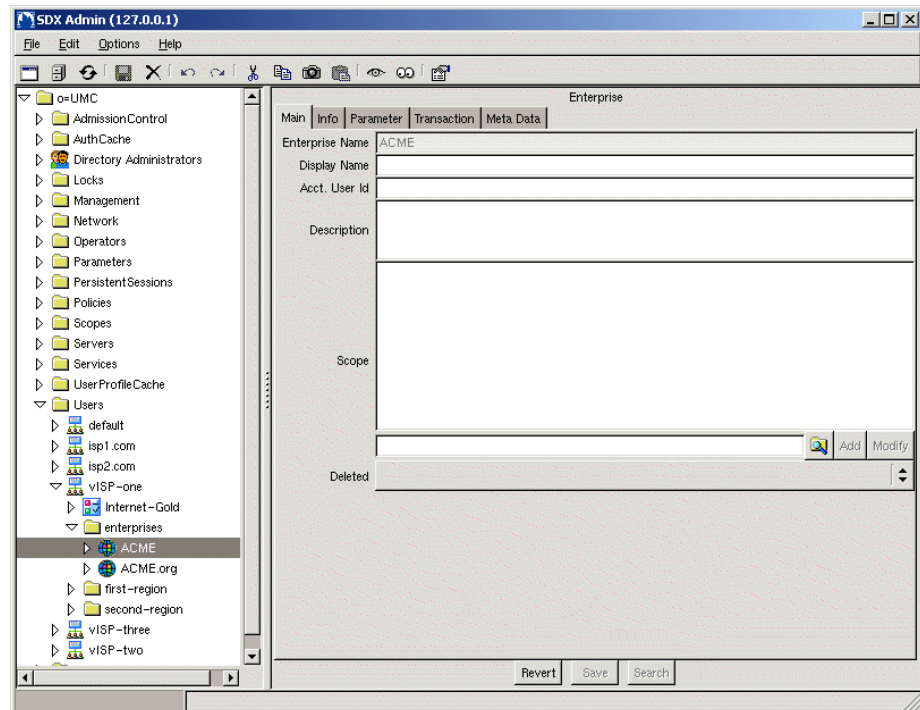 SDX Admin (127.0.0.1)
File Edit Options Help
o=UMC
AdmissionControl
AuthCache
Directory Administrators
Locks
Management
Network
Operators
Parameters
PersistentSessions
Policies
Scopes
Servers
Services
UserProfileCache
Users
default
isp1.com
isp2.com
vISP-one
Internet-Gold
enterprises
ACME
ACME.org
first-region
second-region
vISP-three
vISP-two
Enterprise
Main Info Parameter Transaction Meta Data
Enterprise Name ACME
Display Name
Acct. User Id
Description
Scope
Add Modify
Deleted
Revert Save Search